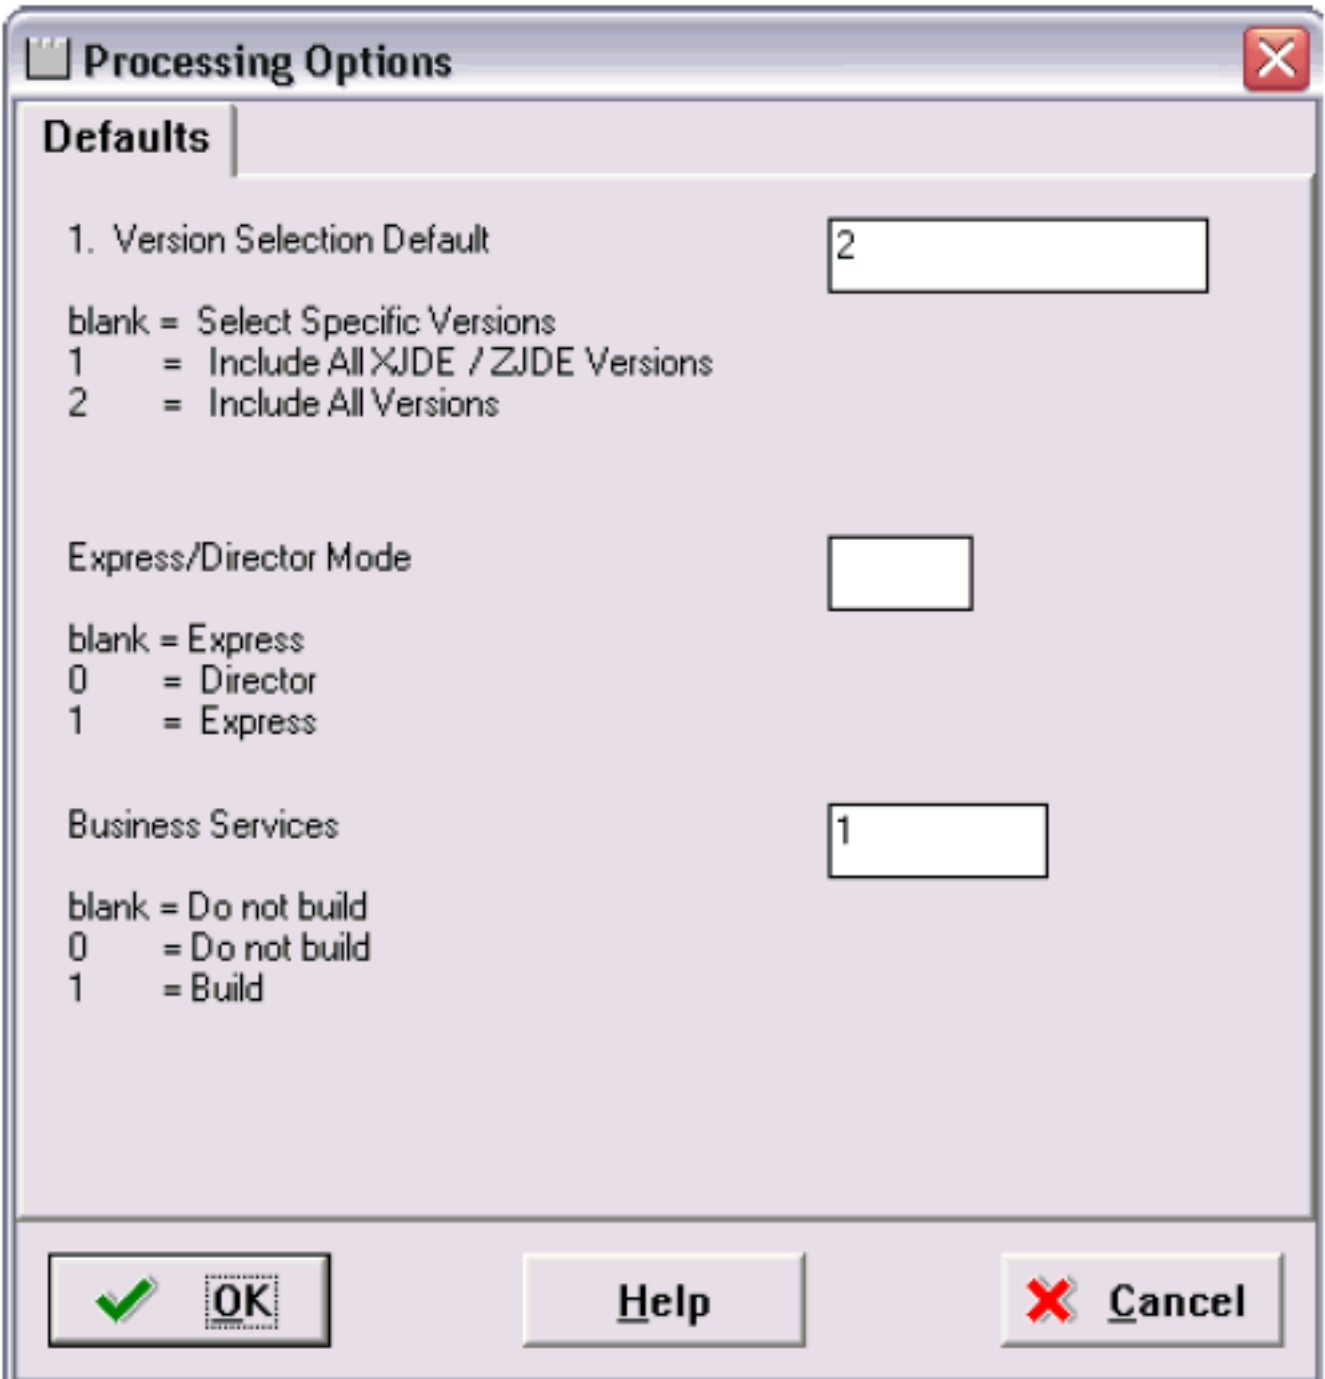 Processing Options
Defaults
1. Version Selection Default
2
blank = Select Specific Versions
1 = Include All XJDE / ZJDE Versions
2 = Include All Versions
Express/Director Mode
blank = Express
0 = Director
1 = Express
Business Services
1
blank = Do not build
0 = Do not build
1 = Build
OK
Help
Cancel